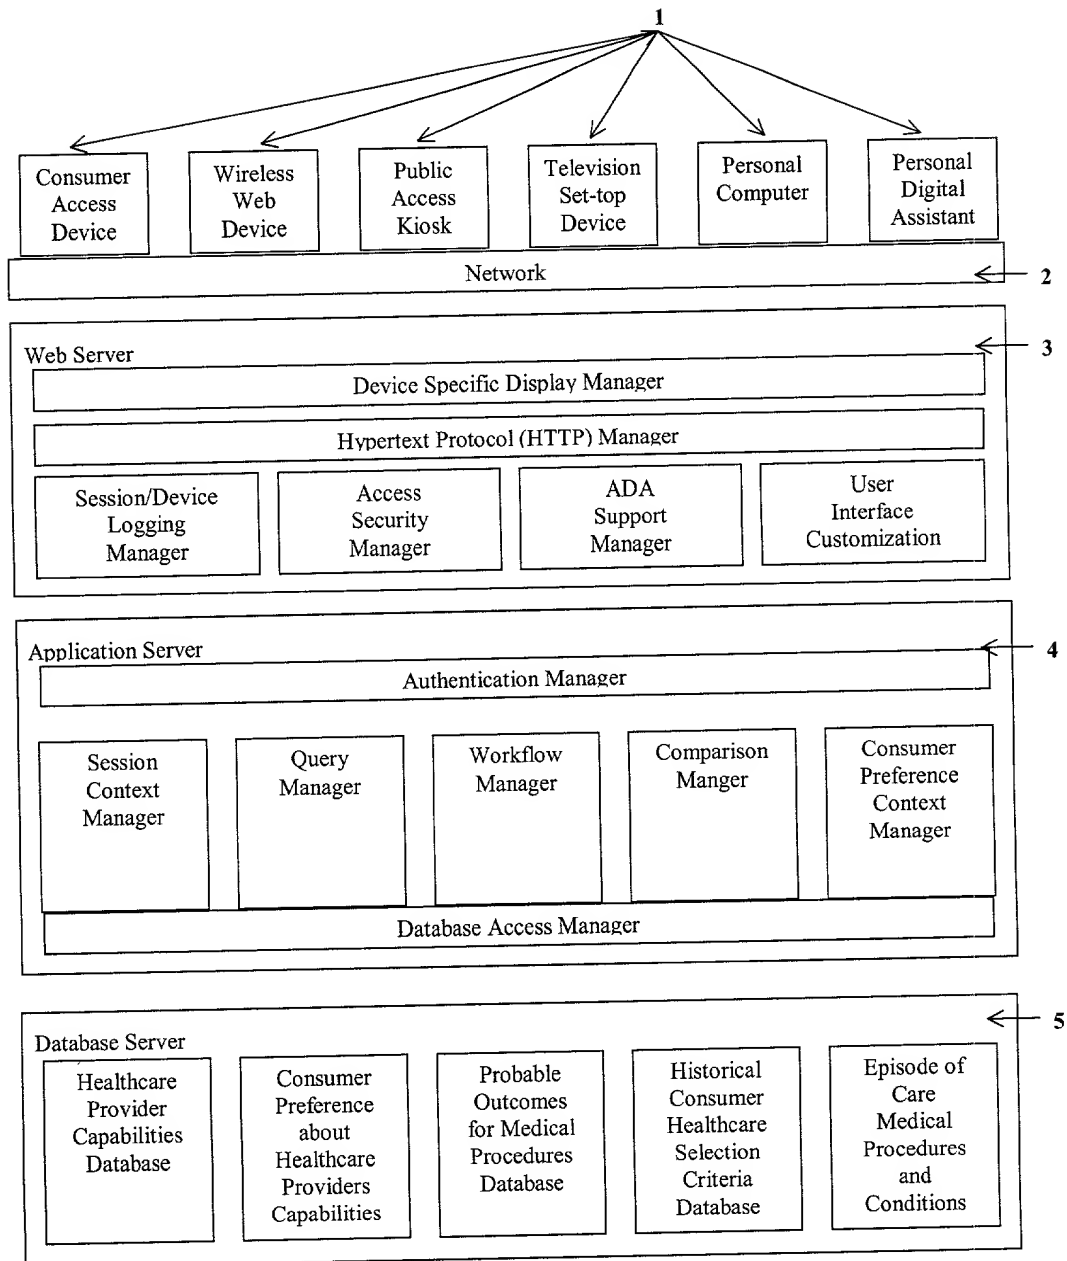 1
Consumer
Access
Device
Wireless
Web
Device
Public
Access
Kiosk
Television
Set-top
Device
Personal
Computer
Personal
Digital
Assistant
Network
2
3
Web Server
Device Specific Display Manager
Hypertext Protocol (HTTP) Manager
Session/Device
Logging
Manager
Access
Security
Manager
ADA
Support
Manager
User
Interface
Customization
Application Server
4
Authentication Manager
Session
Context
Manager
Query
Manager
Workflow
Manager
Comparison
Manger
Consumer
Preference
Context
Manager
Database Access Manager
5
Database Server
Healthcare
Provider
Capabilities
Database
Consumer
Preference
about
Healthcare
Providers
Capabilities
Probable
Outcomes
for Medical
Procedures
Database
Historical
Consumer
Healthcare
Selection
Criteria
Database
Episode of
Care
Medical
Procedures
and
Conditions